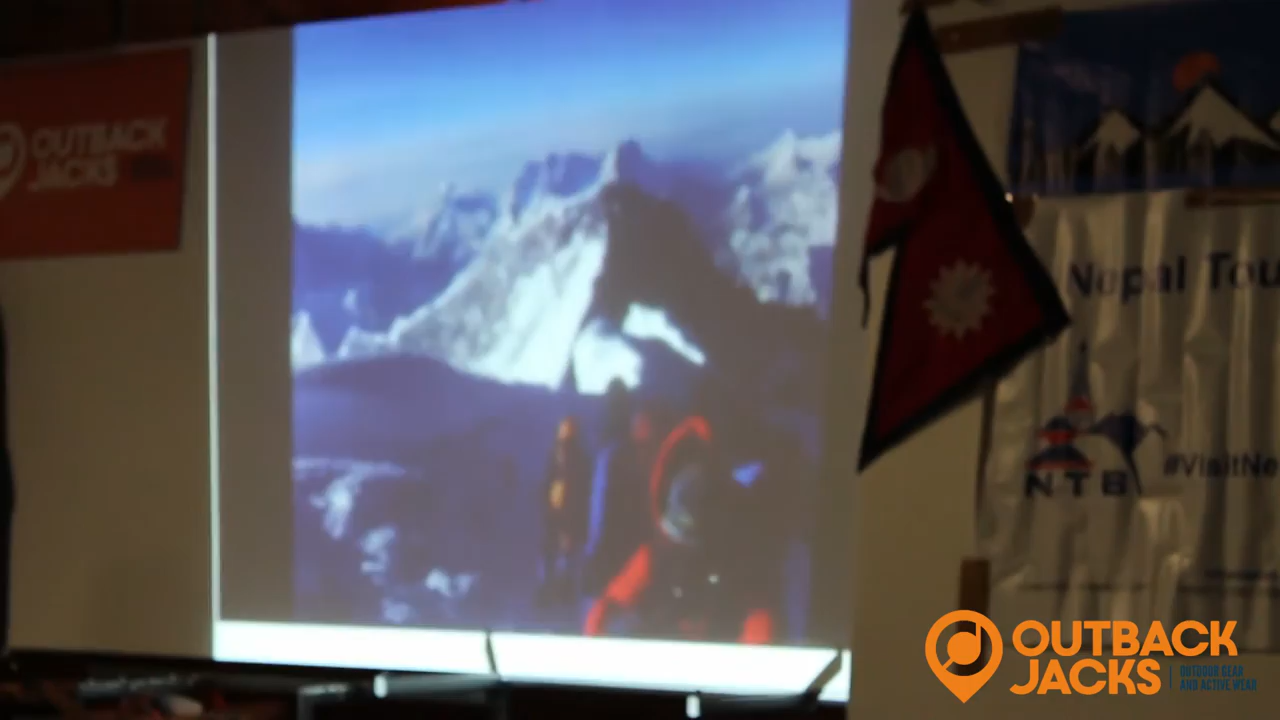 OUTBACK
JACKS
Nepal Tou
NTB
#VisitNe
OUTBACK
JACKS
OUTDOOR GEAR
AND ACTIVE WEAR